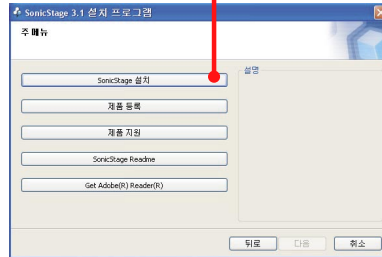 SonicStage 3.1 설치 프로그램
주 메뉴
SonicStage 설치
설명
제품 등록
제품 지원
SonicStage Readme
Get Adobe(R) Reader(R)
뒤로 다음 취소